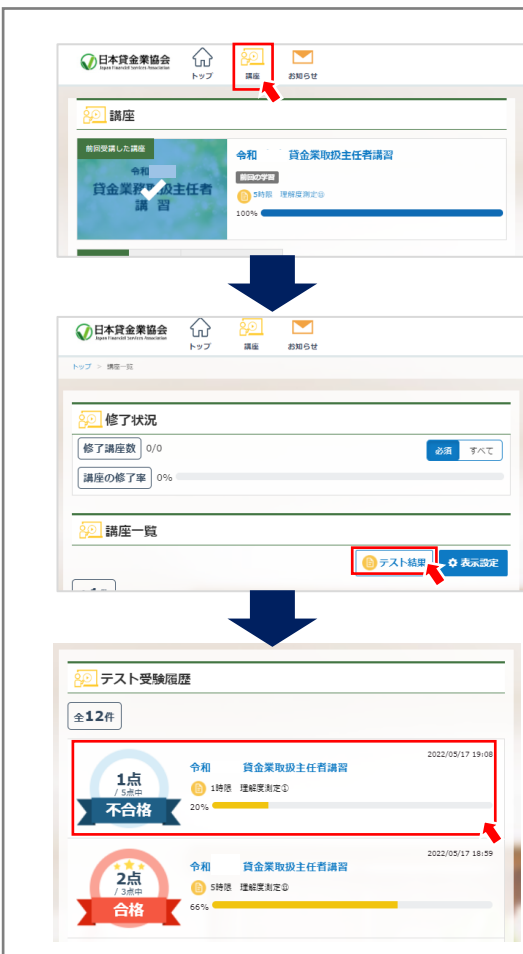 日本貸金業協会
Japan Financial Services Association
トップ
講座
お知らせ
講座
前回受講した講座
令和
貸金業務取扱主任者
講 習
令和 貸金業取扱主任者講習
前回の学習
5時限 理解度測定⑫
100%
日本貸金業協会
Japan Financial Services Association
トップ
講座
お知らせ
トップ > 講座一覧
修了状況
修了講座数 0/0
必須 すべて
講座の修了率 0%
講座一覧
テスト結果
表示設定
テスト受験履歴
全12件
2022/05/17 19:08
1点
/ 5点中
不合格
令和 貸金業取扱主任者講習
1時限 理解度測定①
20%
2022/05/17 18:59
2点
/ 3点中
合格
令和 貸金業取扱主任者講習
5時限 理解度測定⑫
66%